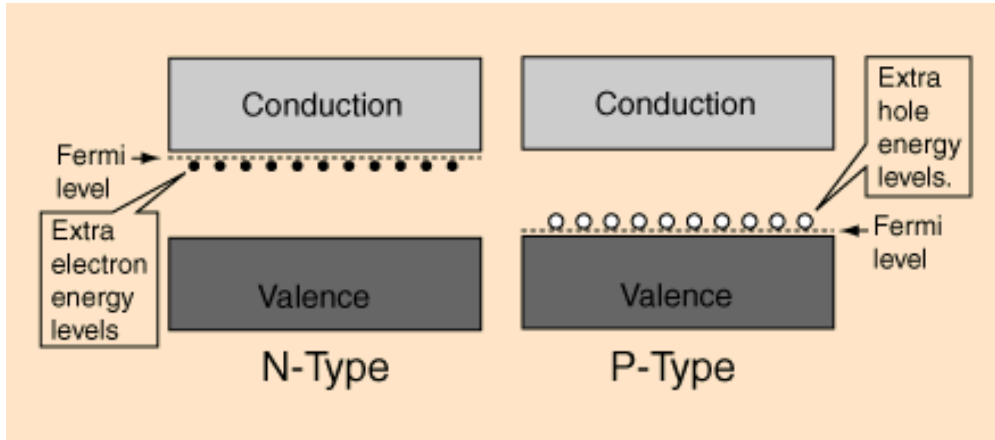 Conduction
Fermi
level
Extra
electron
energy
levels
Valence
N-Type
Conduction
Extra
hole
energy
levels.
Fermi
level
Valence
P-Type